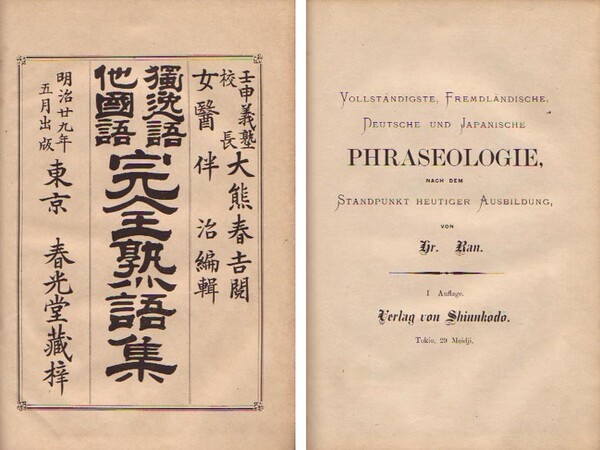 壬申義塾
校長 大熊春吉閲
女醫 伴治編輯
獨逸語
他國語
完全熟語集
明治廿九年
五月出版
東京 春光堂藏梓
VOLLSTÄNDIGSTE, FREMDLÄNDISCHE,
DEUTSCHE UND JAPANISCHE
PHRASEOLOGIE,
NACH DEM
STANDPUNKT HEUTIGER AUSBILDUNG,
VON
Hr. Ban.
I Auflage.
Verlag von Shiunkodo.
Tokio, 29 Meidji.